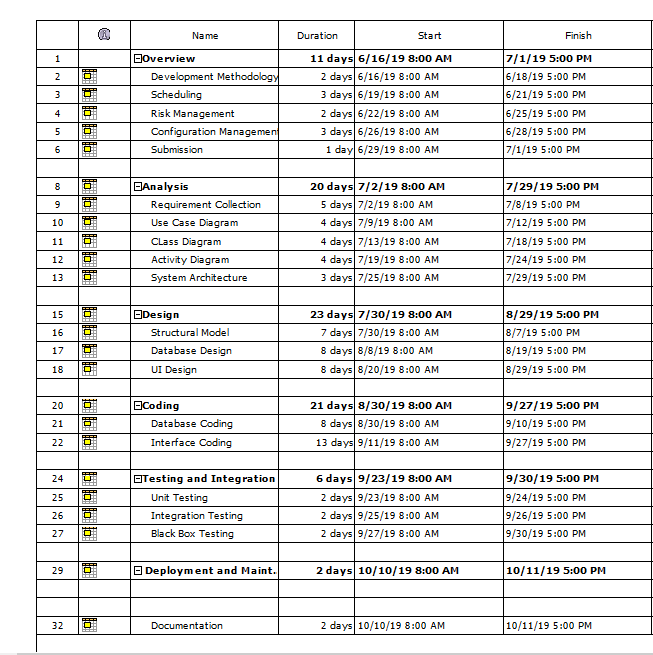 Name Duration Start Finish
1 Overview 11 days 6/16/19 8:00 AM 7/1/19 5:00 PM
2 Development Methodology 2 days 6/16/19 8:00 AM 6/18/19 5:00 PM
3 Scheduling 3 days 6/19/19 8:00 AM 6/21/19 5:00 PM
4 Risk Management 2 days 6/22/19 8:00 AM 6/25/19 5:00 PM
5 Configuration Management 3 days 6/26/19 8:00 AM 6/28/19 5:00 PM
6 Submission 1 day 6/29/19 8:00 AM 7/1/19 5:00 PM
8 Analysis 20 days 7/2/19 8:00 AM 7/29/19 5:00 PM
9 Requirement Collection 5 days 7/2/19 8:00 AM 7/8/19 5:00 PM
10 Use Case Diagram 4 days 7/9/19 8:00 AM 7/12/19 5:00 PM
11 CLass Diagram 4 days 7/13/19 8:00 AM 7/18/19 5:00 PM
12 Activity Diagram 4 days 7/19/19 8:00 AM 7/24/19 5:00 PM
13 System Architecture 3 days 7/25/19 8:00 AM 7/29/19 5:00 PM
15 Design 23 days 7/30/19 8:00 AM 8/29/19 5:00 PM
16 Structural Model 7 days 7/30/19 8:00 AM 8/7/19 5:00 PM
17 Database Design 8 days 8/8/19 8:00 AM 8/19/19 5:00 PM
18 UI Design 8 days 8/20/19 8:00 AM 8/29/19 5:00 PM
20 Coding 21 days 8/30/19 8:00 AM 9/27/19 5:00 PM
21 Database Coding 8 days 8/30/19 8:00 AM 9/10/19 5:00 PM
22 Interface Coding 13 days 9/11/19 8:00 AM 9/27/19 5:00 PM
24 Testing and Integration 6 days 9/23/19 8:00 AM 9/30/19 5:00 PM
25 Unit Testing 2 days 9/23/19 8:00 AM 9/24/19 5:00 PM
26 Integration Testing 2 days 9/25/19 8:00 AM 9/26/19 5:00 PM
27 Black Box Testing 2 days 9/27/19 8:00 AM 9/30/19 5:00 PM
29 Deployment and Maint. 2 days 10/10/19 8:00 AM 10/11/19 5:00 PM
32 Documentation 2 days 10/10/19 8:00 AM 10/11/19 5:00 PM